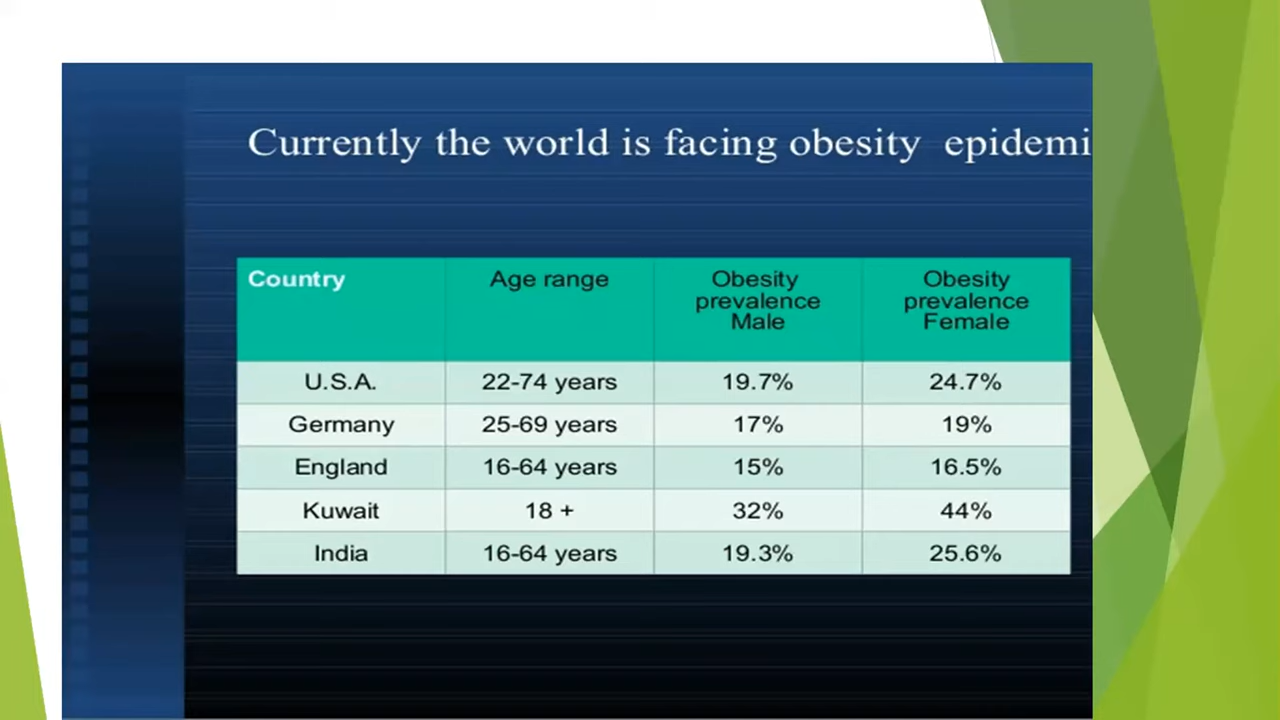 Currently the world is facing obesity epidemi
Country Age range Obesity prevalence Male Obesity prevalence Female
U.S.A. 22-74 years 19.7% 24.7%
Germany 25-69 years 17% 19%
England 16-64 years 15% 16.5%
Kuwait 18 + 32% 44%
India 16-64 years 19.3% 25.6%